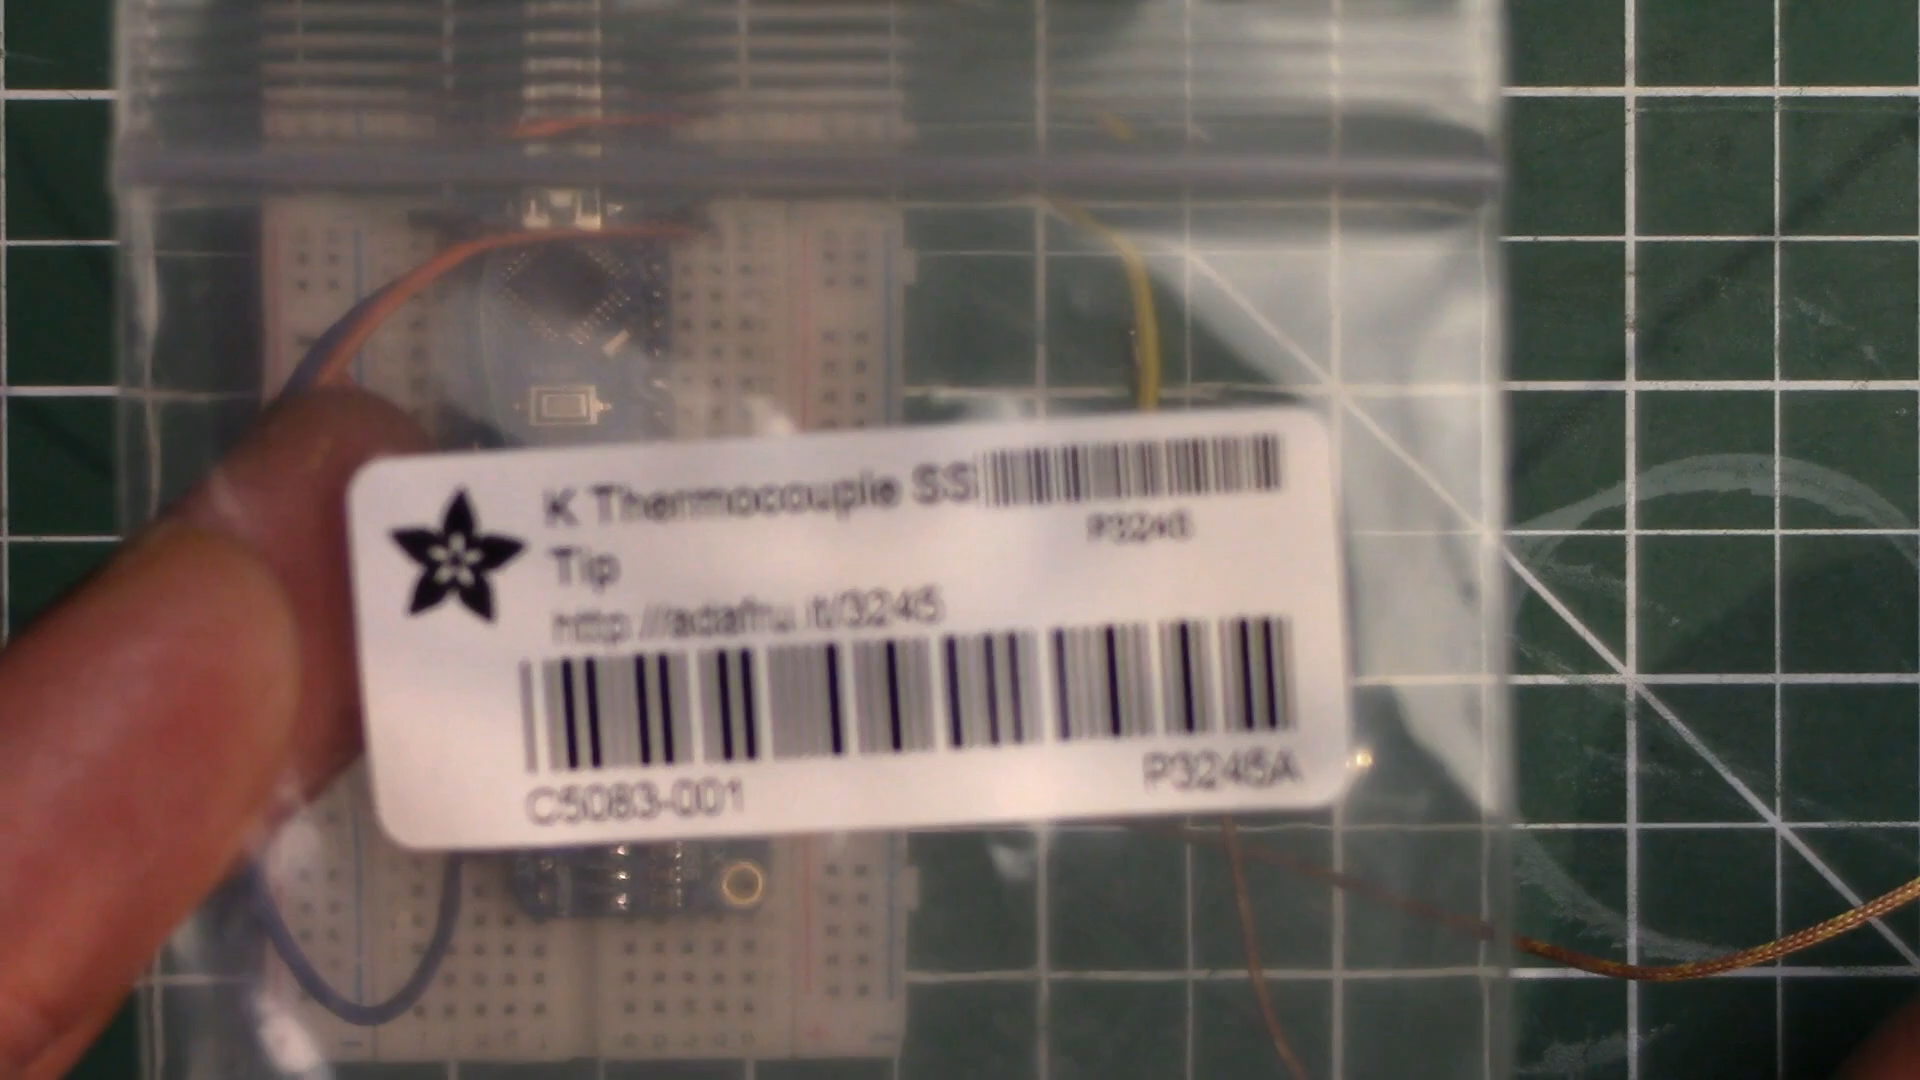 K Thermocouple SS
P3245
Tip
http://adafru.it/3245
C5083-001
P3245A